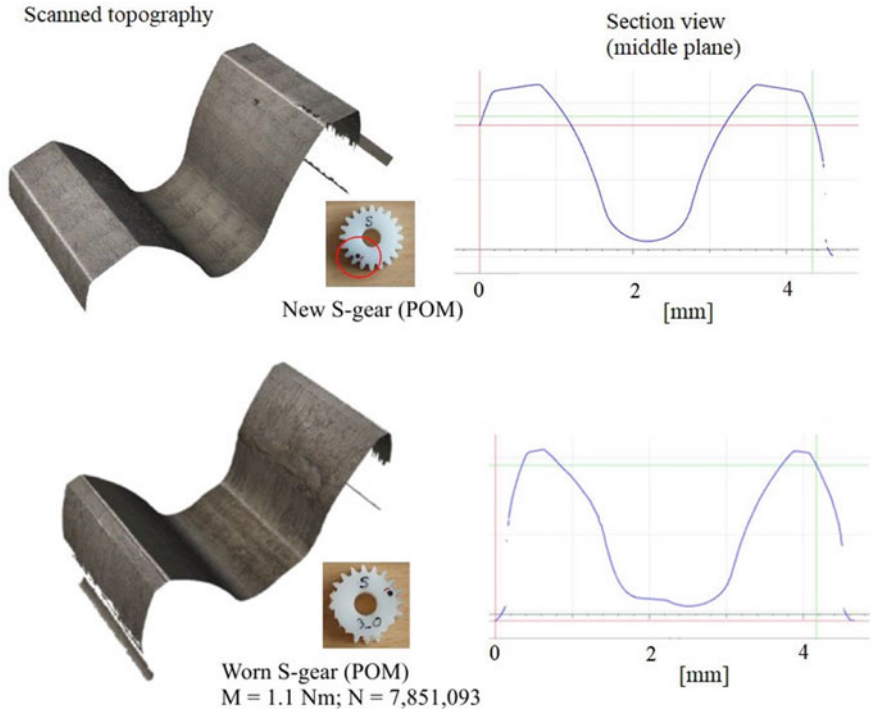 Scanned topography
Section view
(middle plane)
S
New S-gear (POM)
0
2
4
[mm]
S
Worn S-gear (POM)
M = 1.1 Nm; N = 7,851,093
0
2
4
[mm]